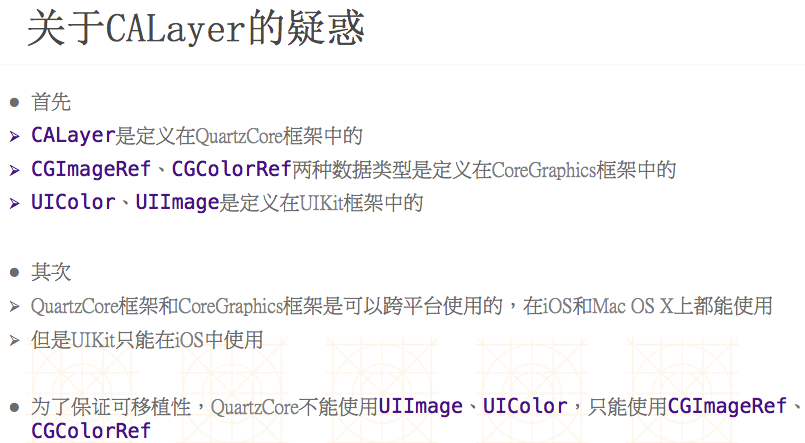 关于CALayer的疑惑
● 首先
➢ CALayer是定义在QuartzCore框架中的
➢ CGImageRef、CGColorRef两种数据类型是定义在CoreGraphics框架中的
➢ UIColor、UIImage是定义在UIKit框架中的
● 其次
➢ QuartzCore框架和CoreGraphics框架是可以跨平台使用的，在iOS和Mac OS X上都能使用
➢ 但是UIKit只能在iOS中使用
● 为了保证可移植性，QuartzCore不能使用UIImage、UIColor，只能使用CGImageRef、
CGColorRef